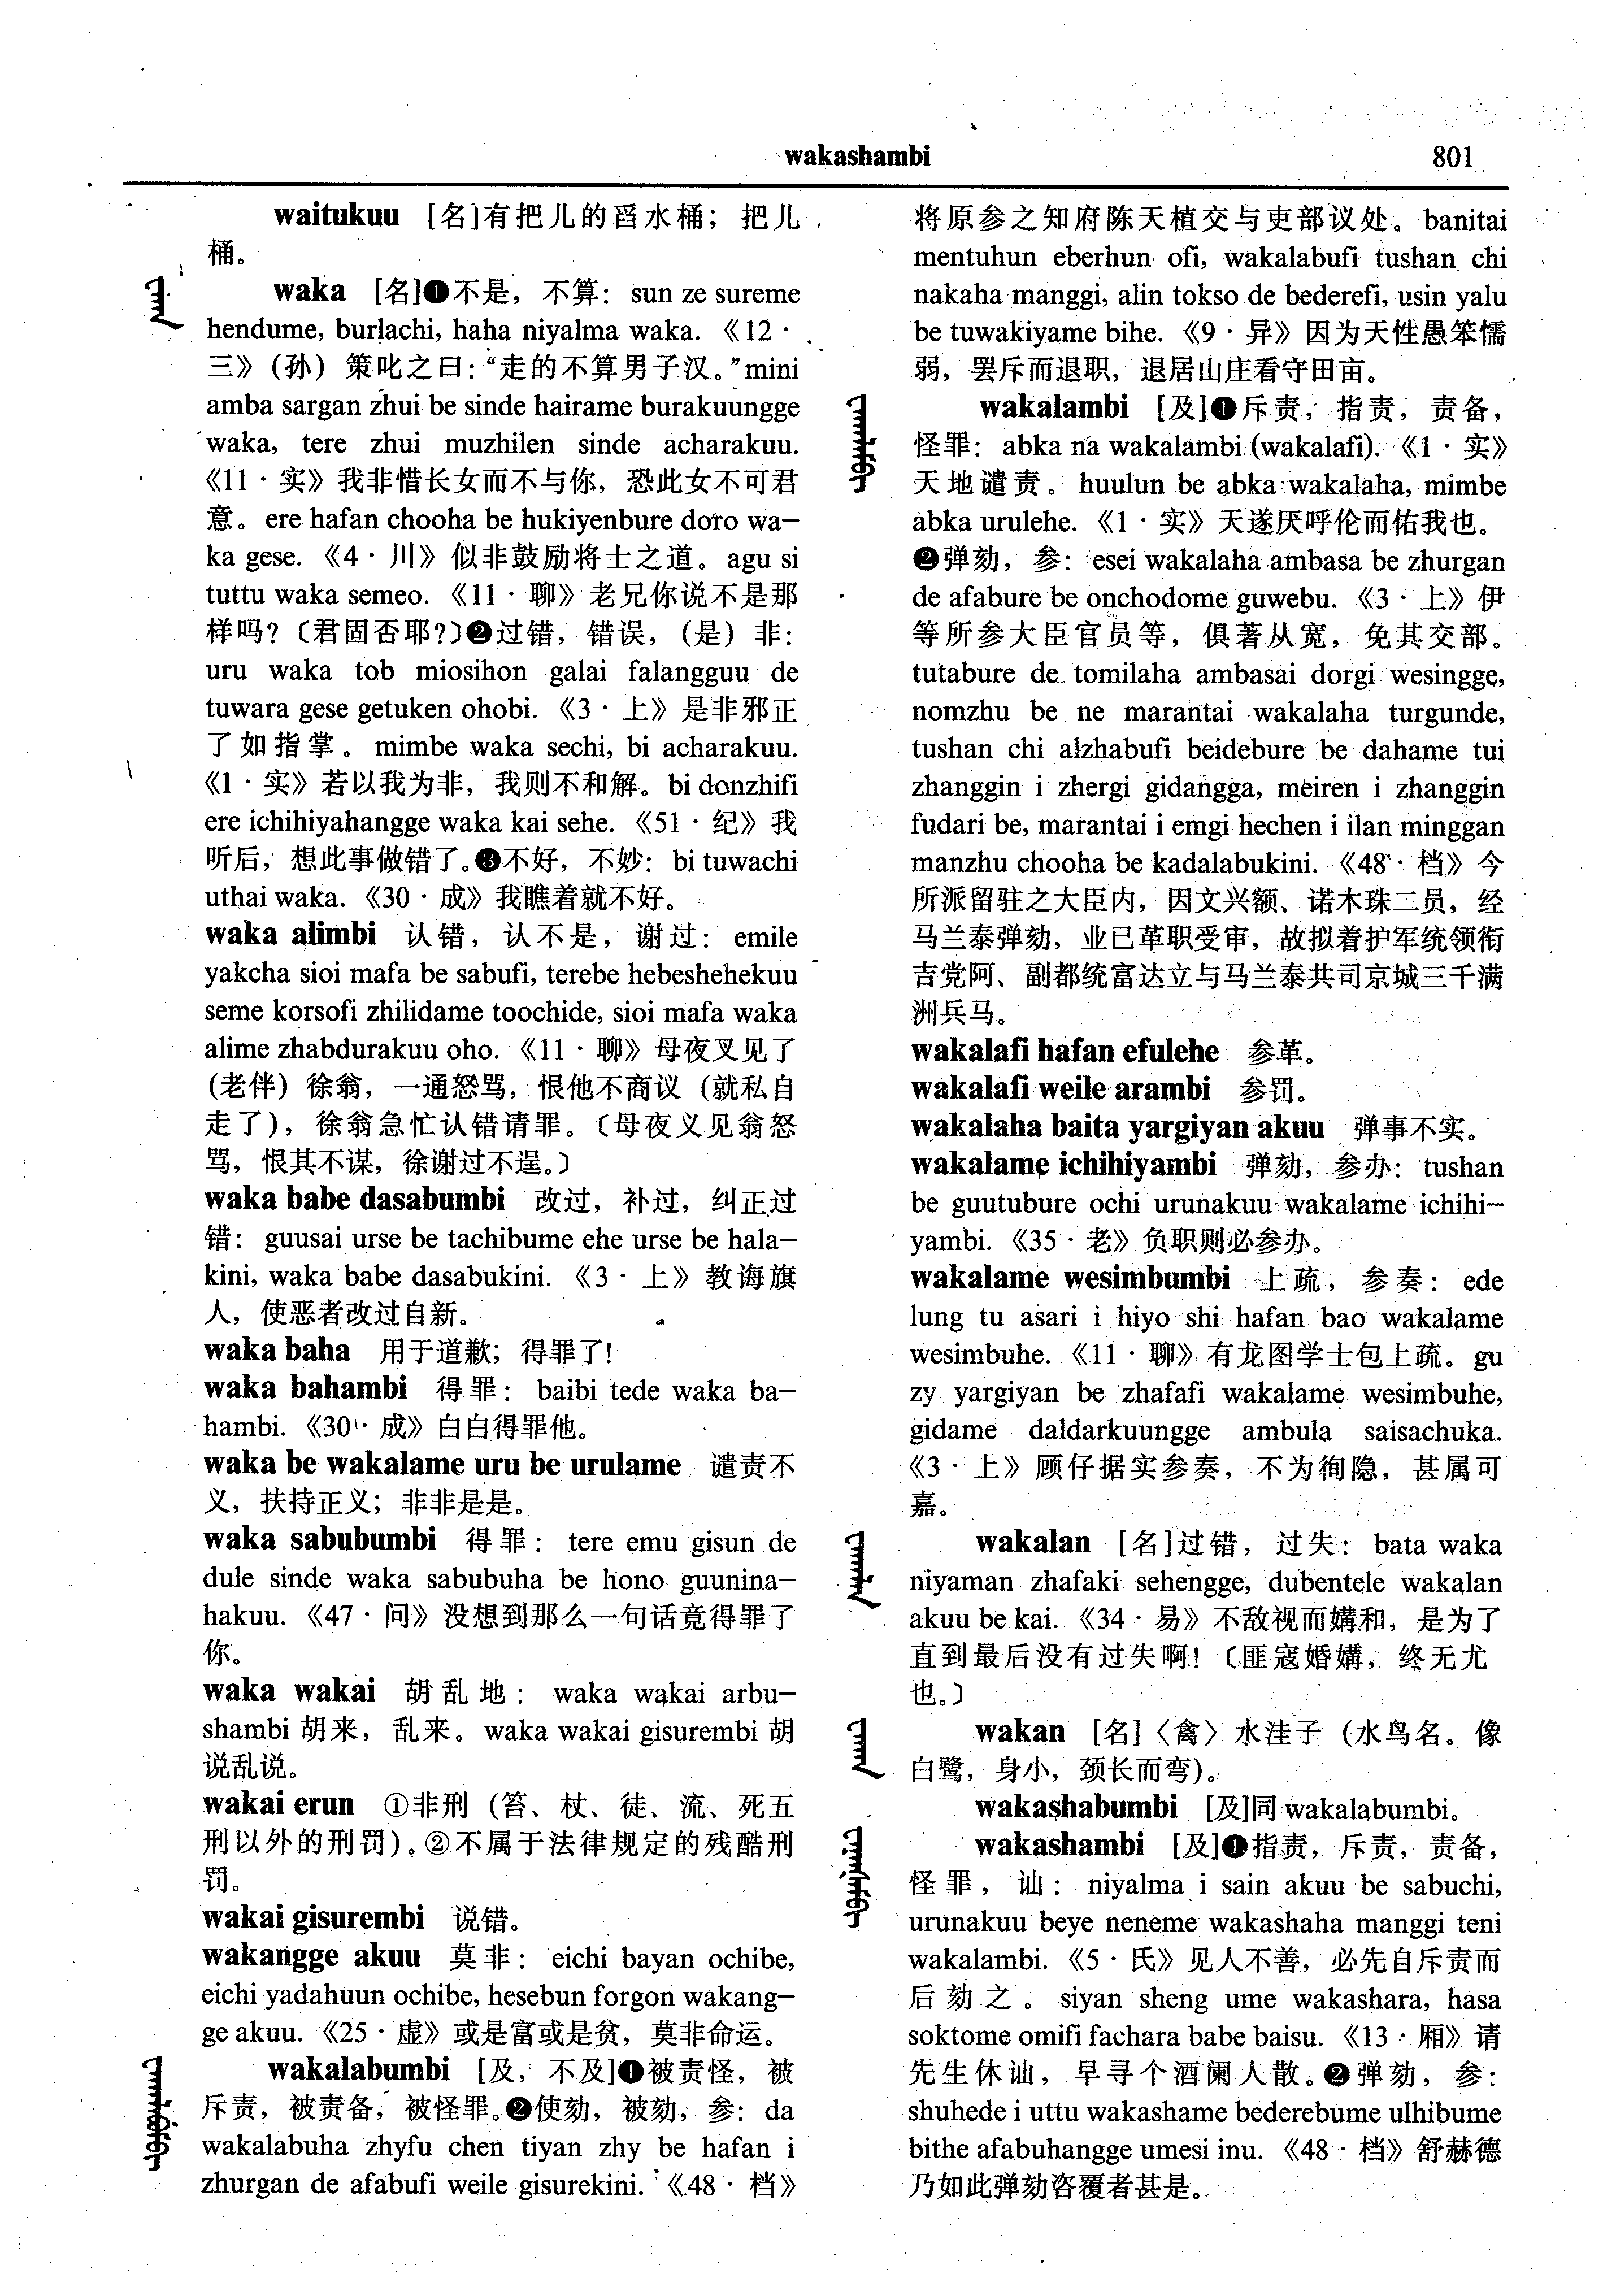 wakashambi
801
waitukuu [名]有把儿的舀水桶；把儿
桶。
waka [名]❶不是，不算：sun ze sureme
hendume, burlachi, haha niyalma waka.《12·
三》(孙) 策叱之曰：“走的不算男子汉。”mini
amba sargan zhui be sinde hairame burakuungge
waka, tere zhui muzhilen sinde acharakuu.
《11·实》我非惜长女而不与你，恐此女不可君
意。ere hafan chooha be hukiyenbure doro wa—
ka gese.《4·川》似非鼓励将士之道。agu si
tuttu waka semeo.《11·聊》老兄你说不是那
样吗？〔君固否耶?〕❷过错，错误，(是) 非：
uru waka tob miosihon galai falangguu de
tuwara gese getuken ohobi.《3·上》是非邪正
了如指掌。mimbe waka sechi, bi acharakuu.
《1·实》若以我为非，我则不和解。bi donzhifi
ere ichihiyahangge waka kai sehe.《51·纪》我
听后，想此事做错了。❸不好，不妙：bi tuwachi
uthai waka.《30·成》我瞧着就不好。
waka alimbi 认错，认不是，谢过：emile
yakcha sioi mafa be sabufi, terebe hebeshehekuu
seme korsofi zhilidame toochide, sioi mafa waka
alime zhabdurakuu oho.《11·聊》母夜叉见了
(老伴) 徐翁，一通怒骂，恨他不商议 (就私自
走了)，徐翁急忙认错请罪。〔母夜义见翁怒
骂，恨其不谋，徐谢过不遑。〕
waka babe dasabumbi 改过，补过，纠正过
错：guusai urse be tachibume ehe urse be hala—
kini, waka babe dasabukini.《3·上》教诲旗
人，使恶者改过自新。
waka baha 用于道歉；得罪了!
waka bahambi 得罪：baibi tede waka ba—
hambi.《30·成》白白得罪他。
waka be wakalame uru be urulame 谴责不
义，扶持正义；非非是是。
waka sabubumbi 得罪：tere emu gisun de
dule sinde waka sabubuha be hono guunina—
hakuu.《47·问》没想到那么一句话竟得罪了
你。
waka wakai 胡乱地：waka wakai arbu—
shambi 胡来，乱来。waka wakai gisurembi 胡
说乱说。
wakai erun ①非刑 (笞、杖、徒、流、死五
刑以外的刑罚)。②不属于法律规定的残酷刑
罚。
wakai gisurembi 说错。
wakangge akuu 莫非：eichi bayan ochibe,
eichi yadahuun ochibe, hesebun forgon wakang—
ge akuu.《25·虚》或是富或是贫，莫非命运。
wakalabumbi [及，不及]❶被责怪，被
斥责，被责备，被怪罪。❷使劾，被劾，参：da
wakalabuha zhyfu chen tiyan zhy be hafan i
zhurgan de afabufi weile gisurekini.《48·档》
将原参之知府陈天植交与吏部议处。banitai
mentuhun eberhun ofi, wakalabufi tushan chi
nakaha manggi, alin tokso de bederefi, usin yalu
be tuwakiyame bihe.《9·异》因为天性愚笨懦
弱，罢斥而退职，退居山庄看守田亩。
wakalambi [及]❶斥责，指责，责备，
怪罪：abka na wakalambi (wakalafi).《1·实》
天地谴责。huulun be abka wakalaha, mimbe
abka urulehe.《1·实》天遂厌呼伦而佑我也。
❷弹劾，参：esei wakalaha ambasa be zhurgan
de afabure be onchodome guwebu.《3·上》伊
等所参大臣官员等，俱著从宽，免其交部。
tutabure de tomilaha ambasai dorgi wesingge,
nomzhu be ne marantai wakalaha turgunde,
tushan chi alzhabufi beidebure be dahame tui
zhanggin i zhergi gidangga, meiren i zhanggin
fudari be, marantai i emgi hechen i ilan minggan
manzhu chooha be kadalabukini.《48·档》今
所派留驻之大臣内，因文兴额、诺木珠二员，经
马兰泰弹劾，业已革职受审，故拟着护军统领衔
吉党阿、副都统富达立与马兰泰共司京城三千满
洲兵马。
wakalafi hafan efulehe 参革。
wakalafi weile arambi 参罚。
wakalaha baita yargiyan akuu 弹事不实。
wakalame ichihiyambi 弹劾，参办：tushan
be guutubure ochi urunakuu wakalame ichihi—
yambi.《35·老》负职则必参办。
wakalame wesimbumbi 上疏，参奏：ede
lung tu asari i hiyo shi hafan bao wakalame
wesimbuhe.《11·聊》有龙图学士包上疏。gu
zy yargiyan be zhafafi wakalame wesimbuhe,
gidame daldarkuungge ambula saisachuka.
《3·上》顾仔据实参奏，不为徇隐，甚属可
嘉。
wakalan [名]过错，过失：bata waka
niyaman zhafaki sehengge, dubentele wakalan
akuu be kai.《34·易》不敌视而媾和，是为了
直到最后没有过失啊!〔匪寇婚媾，终无尤
也。〕
wakan [名]〈禽〉水洼子 (水鸟名。像
白鹭，身小，颈长而弯)。
wakashabumbi [及]同 wakalabumbi。
wakashambi [及]❶指责，斥责，责备，
怪罪，讪：niyalma i sain akuu be sabuchi,
urunakuu beye neneme wakashaha manggi teni
wakalambi.《5·氏》见人不善，必先自斥责而
后劾之。siyan sheng ume wakashara, hasa
soktome omifi fachara babe baisu.《13·厢》请
先生休讪，早寻个酒阑人散。❷弹劾，参：
shuhede i uttu wakashame bederebume ulhibume
bithe afabuhangge umesi inu.《48·档》舒赫德
乃如此弹劾咨覆者甚是。